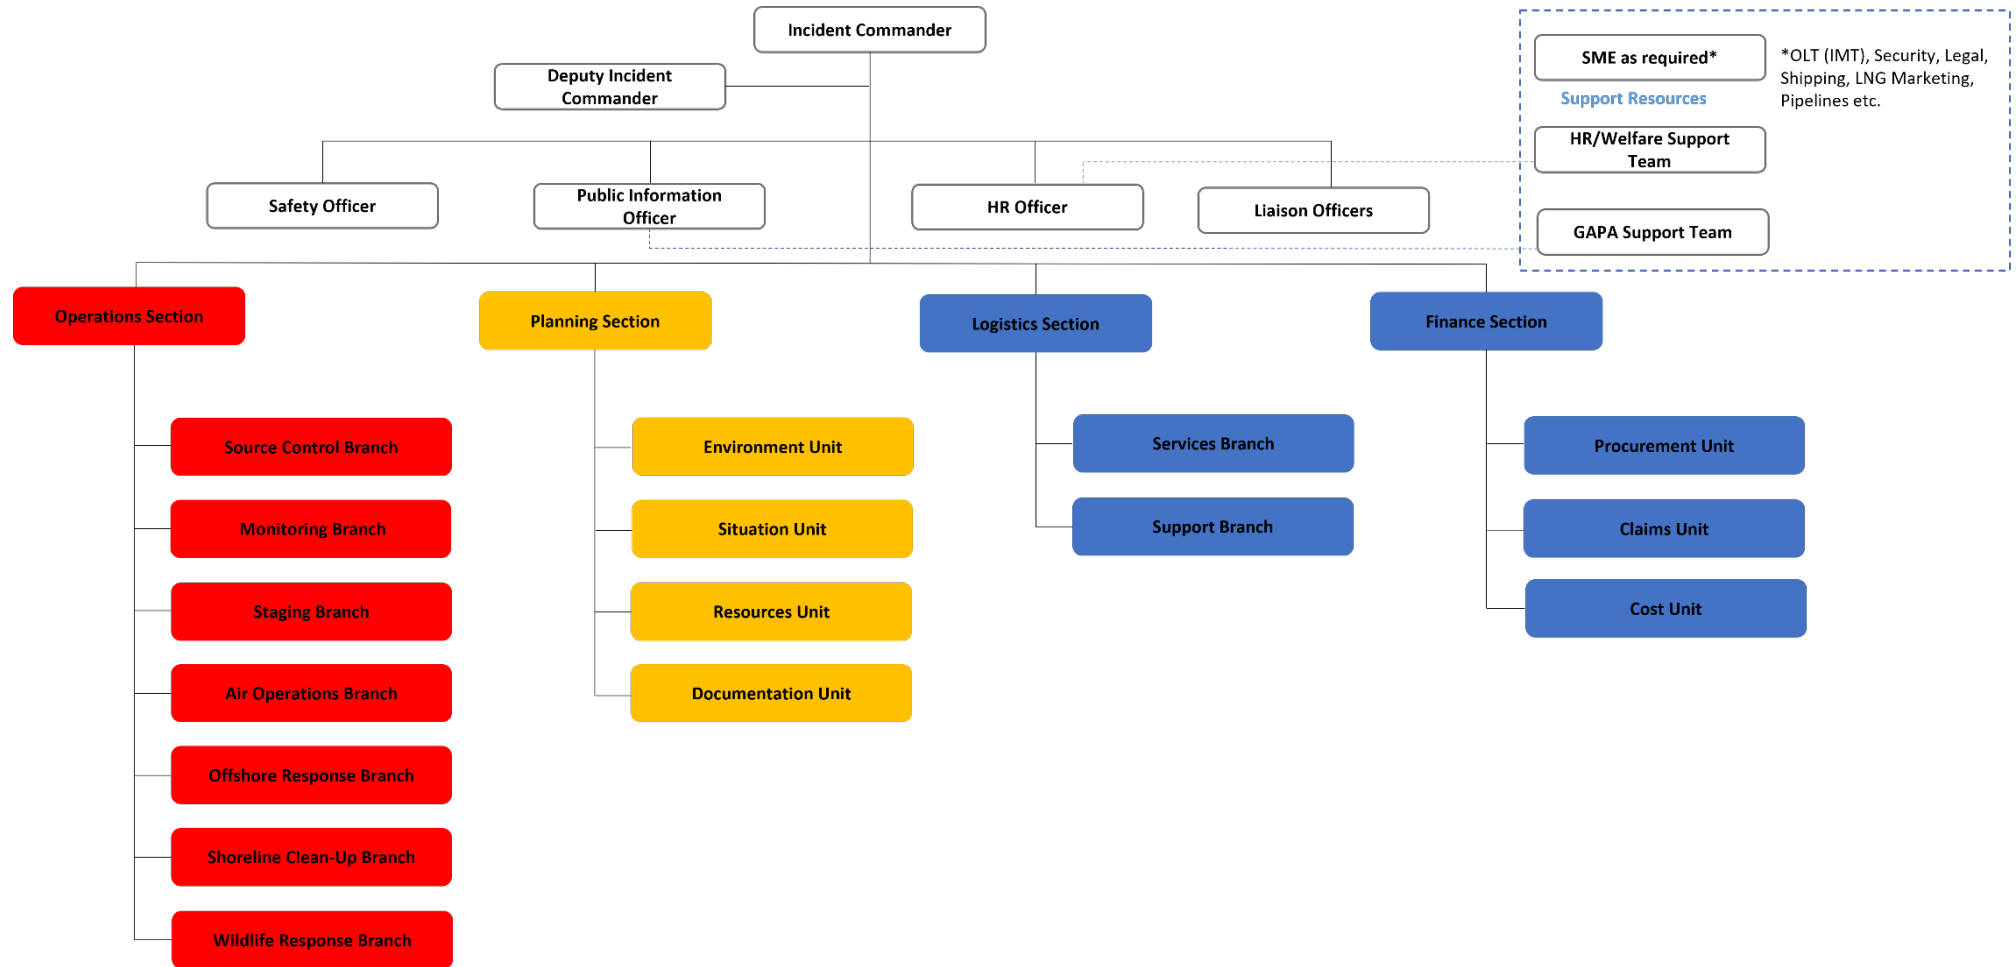 Incident Commander
Deputy Incident
Commander
SME as required*
*OLT (IMT), Security, Legal,
Shipping, LNG Marketing,
Pipelines etc.
Support Resources
HR/Welfare Support
Team
GAPA Support Team
Safety Officer
Public Information
Officer
HR Officer
Liaison Officers
Operations Section
Planning Section
Logistics Section
Finance Section
Source Control Branch
Monitoring Branch
Staging Branch
Air Operations Branch
Offshore Response Branch
Shoreline Clean-Up Branch
Wildlife Response Branch
Environment Unit
Situation Unit
Resources Unit
Documentation Unit
Services Branch
Support Branch
Procurement Unit
Claims Unit
Cost Unit